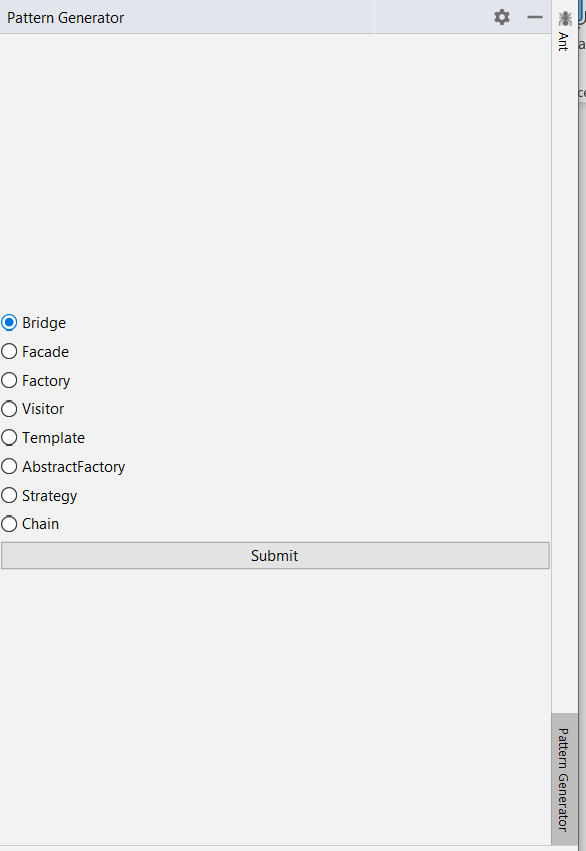 Pattern Generator
Ant
Bridge
Facade
Factory
Visitor
Template
AbstractFactory
Strategy
Chain
Submit
Pattern Generator